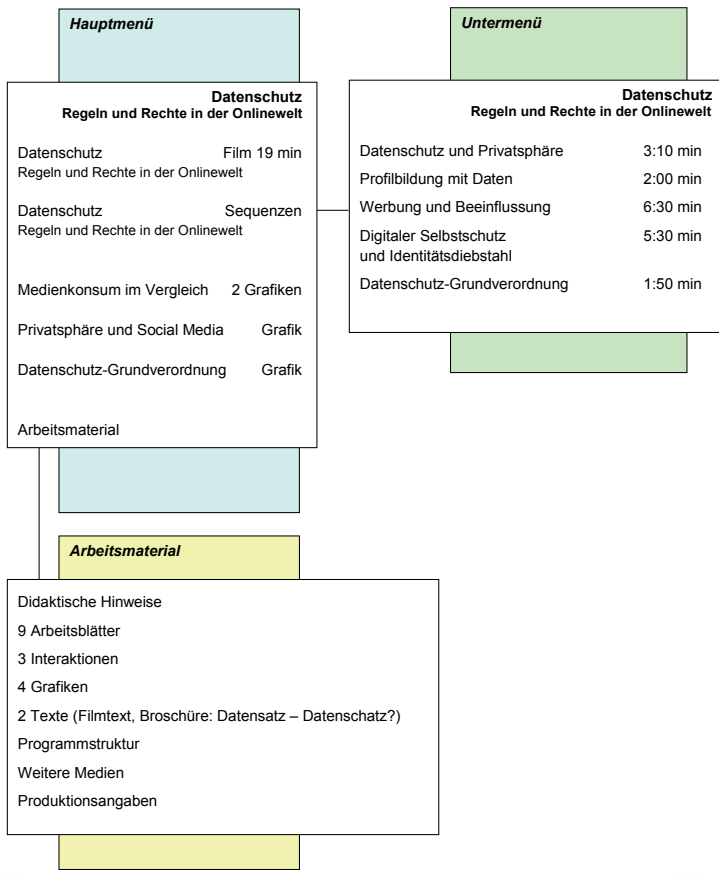 Hauptmenü
Datenschutz
Regeln und Rechte in der Onlinewelt
Datenschutz Film 19 min
Regeln und Rechte in der Onlinewelt
Datenschutz Sequenzen
Regeln und Rechte in der Onlinewelt
Medienkonsum im Vergleich 2 Grafiken
Privatsphäre und Social Media Grafik
Datenschutz-Grundverordnung Grafik
Arbeitsmaterial
Untermenü
Datenschutz
Regeln und Rechte in der Onlinewelt
Datenschutz und Privatsphäre 3:10 min
Profilbildung mit Daten 2:00 min
Werbung und Beeinflussung 6:30 min
Digitaler Selbstschutz 5:30 min
und Identitätsdiebstahl
Datenschutz-Grundverordnung 1:50 min
Arbeitsmaterial
Didaktische Hinweise
9 Arbeitsblätter
3 Interaktionen
4 Grafiken
2 Texte (Filmtext, Broschüre: Datensatz – Datenschatz?)
Programmstruktur
Weitere Medien
Produktionsangaben